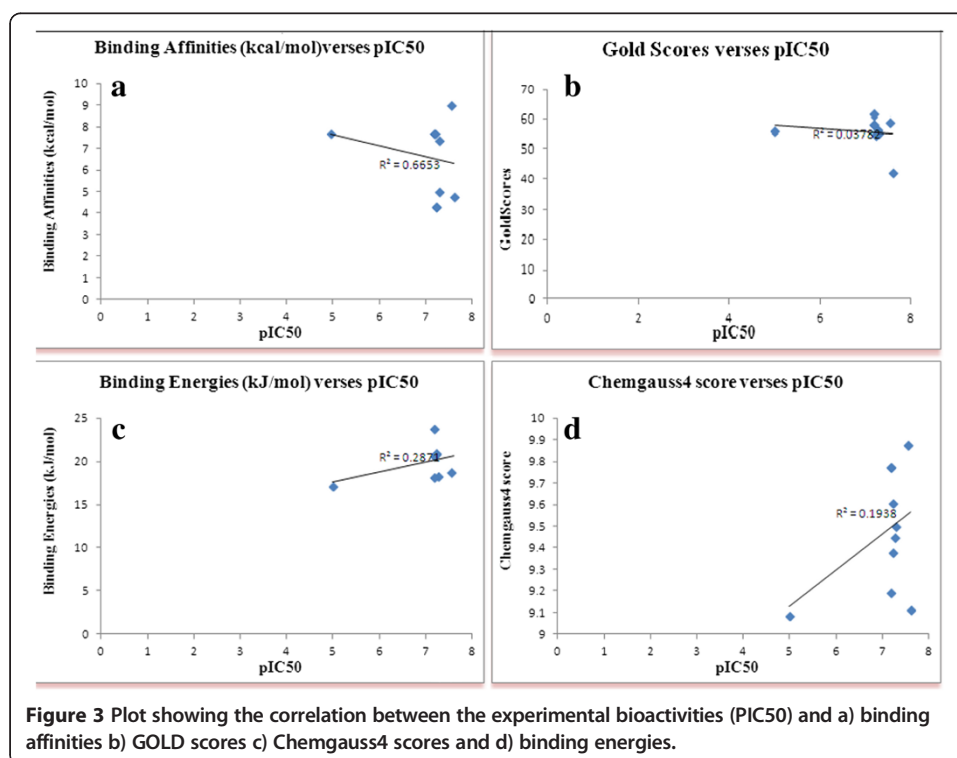 Binding Affinities (kcal/mol)verses pIC50
a
Binding Affinities (kcal/mol)
10
9
8
7
6
5
4
3
2
1
0
R² = 0.6653
0 1 2 3 4 5 6 7 8
pIC50
Gold Scores verses pIC50
b
GoldScores
70
60
50
40
30
20
10
0
R² = 0.03782
0 2 4 6 8
pIC50
Binding Energies (kJ/mol) verses pIC50
c
Binding Energies (kJ/mol)
25
20
15
10
5
0
R² = 0.2871
0 1 2 3 4 5 6 7 8
pIC50
Chemgauss4 score verses pIC50
d
Chemgauss4 score
10
9.9
9.8
9.7
9.6
9.5
9.4
9.3
9.2
9.1
9
R² = 0.1938
0 1 2 3 4 5 6 7 8
pIC50
Figure 3 Plot showing the correlation between the experimental bioactivities (PIC50) and a) binding
affinities b) GOLD scores c) Chemgauss4 scores and d) binding energies.